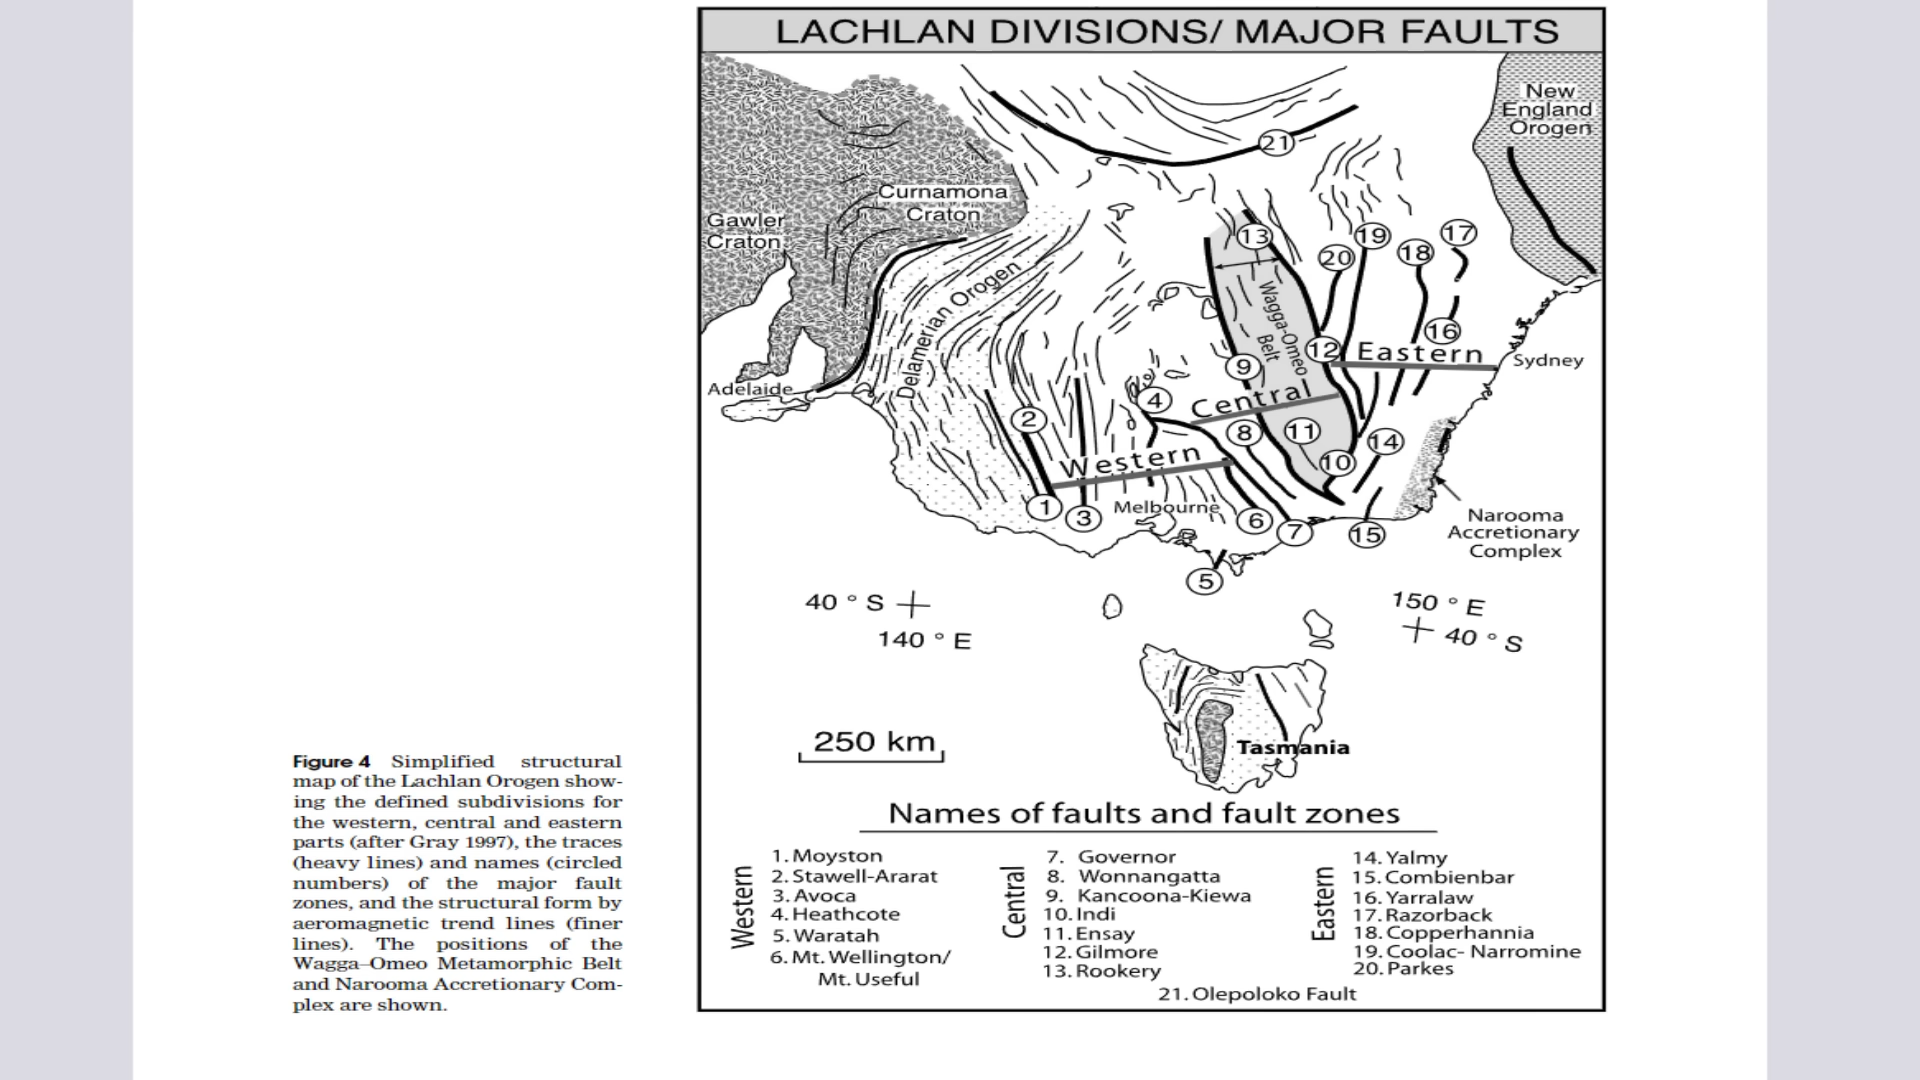 LACHLAN DIVISIONS/ MAJOR FAULTS
New
England
Orogen
21
Curnamona
Craton
Gawler
Craton
13
19
17
18
20
Delamerian Orogen
Wagga-Omeo
Belt
16
12
Eastern
Sydney
9
Adelaide
4
Central
2
8
11
14
Western
10
1
3
Melbourne
6
7
15
Narooma
Accretionary
Complex
5
40 ° S
140 ° E
150 ° E
40 ° S
250 km
Tasmania
Names of faults and fault zones
Western
1. Moyston
2. Stawell-Ararat
3. Avoca
4. Heathcote
5. Waratah
6. Mt. Wellington/
Mt. Useful
Central
7. Governor
8. Wonnangatta
9. Kancoona-Kiewa
10. Indi
11. Ensay
12. Gilmore
13. Rookery
Eastern
14. Yalmy
15. Combienbar
16. Yarralaw
17. Razorback
18. Copperhannia
19. Coolac- Narromine
20. Parkes
21. Olepoloko Fault
Figure 4 Simplified structural
map of the Lachlan Orogen show-
ing the defined subdivisions for
the western, central and eastern
parts (after Gray 1997), the traces
(heavy lines) and names (circled
numbers) of the major fault
zones, and the structural form by
aeromagnetic trend lines (finer
lines). The positions of the
Wagga–Omeo Metamorphic Belt
and Narooma Accretionary Com-
plex are shown.